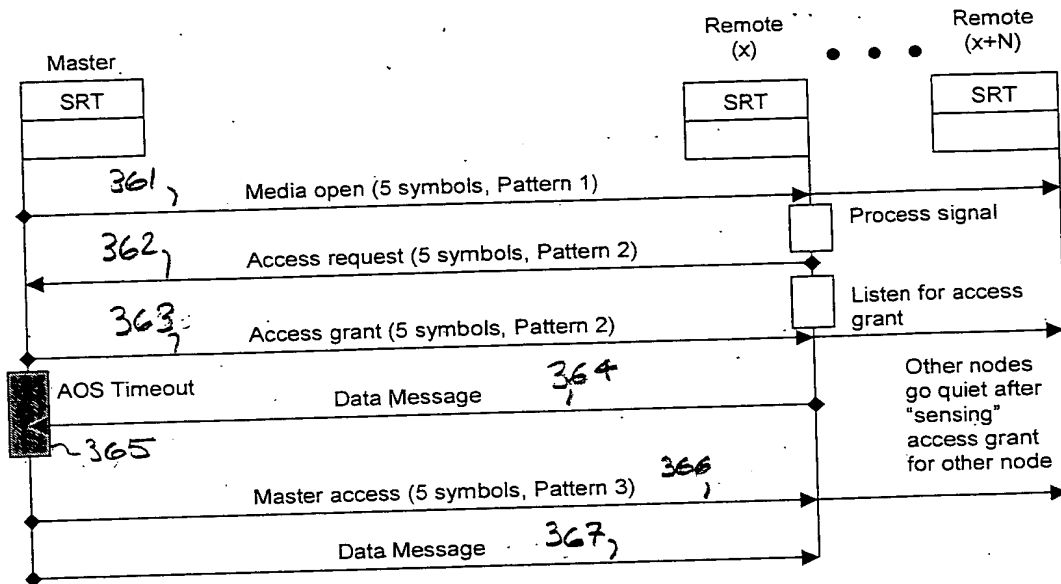 Master
Remote
(x)
Remote
(x+N)
SRT
SRT
SRT
361
Media open (5 symbols, Pattern 1)
Process signal
362
Access request (5 symbols, Pattern 2)
Listen for access
grant
363
Access grant (5 symbols, Pattern 2)
AOS Timeout
364
Data Message
365
Other nodes
go quiet after
"sensing"
access grant
for other node
366
Master access (5 symbols, Pattern 3)
367
Data Message